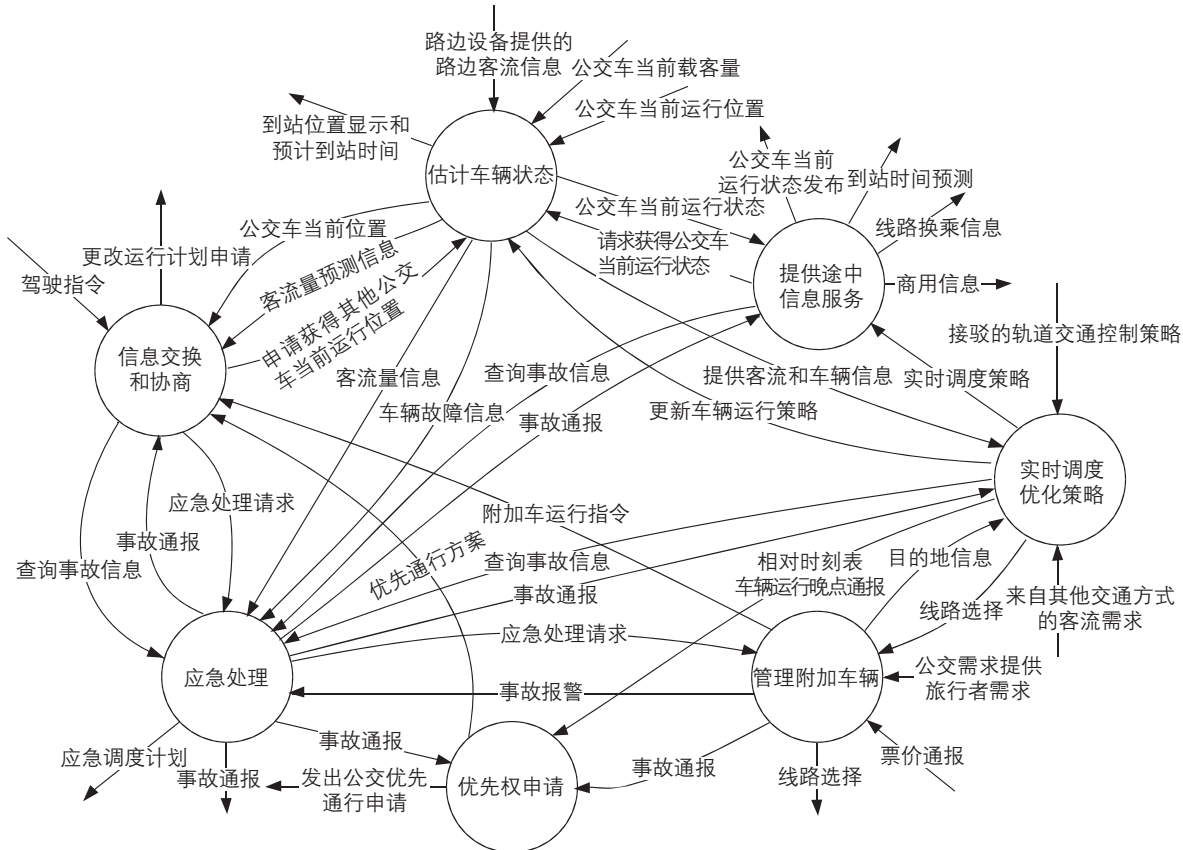 路边设备提供的
路边客流信息
公交车当前载客量
公交车当前运行位置
到站位置显示和
预计到站时间
估计车辆状态
公交车当前
运行状态发布
到站时间预测
线路换乘信息
公交车当前运行状态
请求获得公交车
当前运行状态
提供途中
信息服务
商用信息
公交车当前位置
更改运行计划申请
驾驶指令
客流量预测信息
申请获得其他公交
车当前运行位置
信息交换
和协商
接驳的轨道交通控制策略
客流量信息
查询事故信息
提供客流和车辆信息
实时调度策略
车辆故障信息
事故通报
更新车辆运行策略
实时调度
优化策略
应急处理请求
附加车运行指令
事故通报
查询事故信息
优先通行方案
查询事故信息
相对时刻表
车辆运行晚点通报
目的地信息
事故通报
线路选择
来自其他交通方式
的客流需求
应急处理请求
应急处理
管理附加车辆
公交需求提供
旅行者需求
事故报警
事故通报
应急调度计划
事故通报
发出公交优先
通行申请
优先权申请
事故通报
线路选择
票价通报